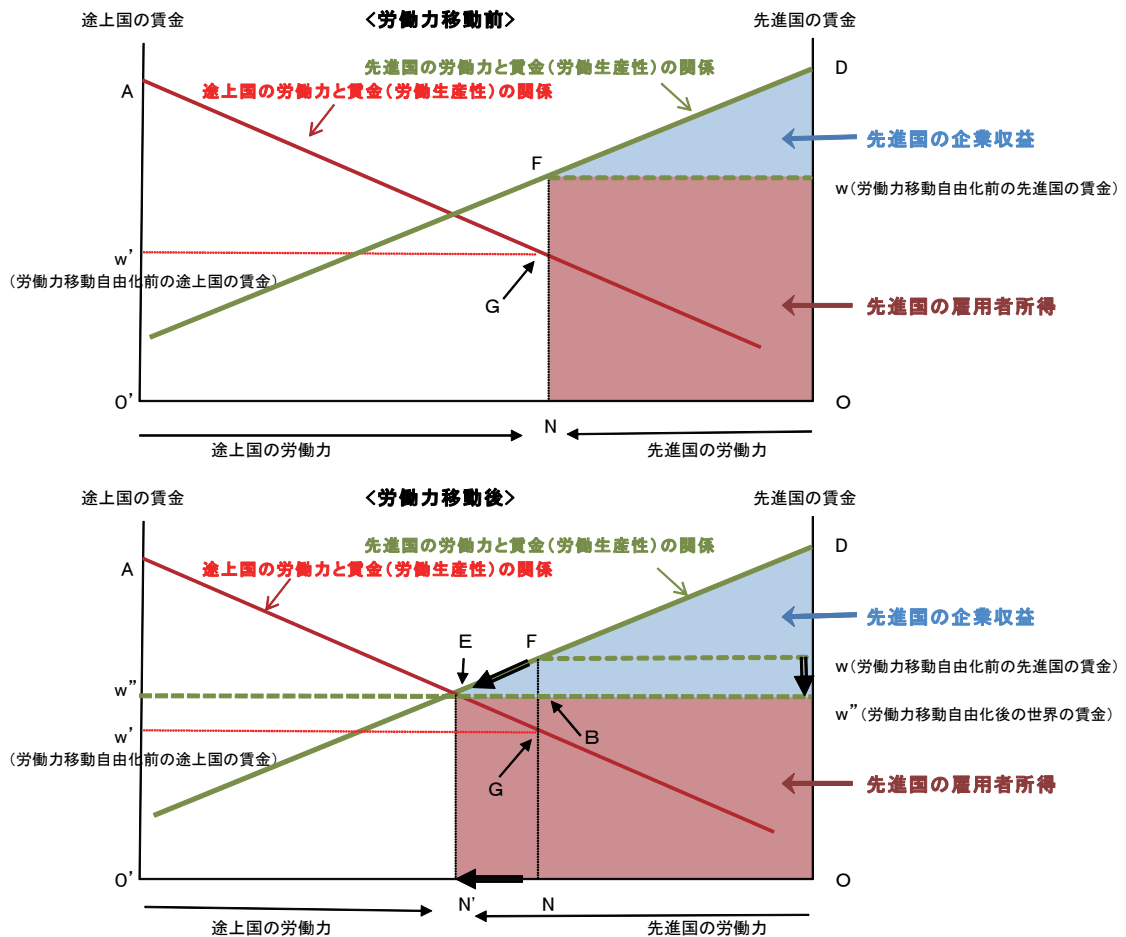 途上国の賃金
<労働力移動前>
先進国の賃金
先進国の労働力と賃金(労働生産性)の関係
D
A
途上国の労働力と賃金(労働生産性)の関係
先進国の企業収益
F
w(労働力移動自由化前の先進国の賃金)
w'
(労働力移動自由化前の途上国の賃金)
G
先進国の雇用者所得
O'
O
N
途上国の労働力
先進国の労働力
途上国の賃金
<労働力移動後>
先進国の賃金
先進国の労働力と賃金(労働生産性)の関係
D
A
途上国の労働力と賃金(労働生産性)の関係
先進国の企業収益
E
F
w(労働力移動自由化前の先進国の賃金)
w"
w"(労働力移動自由化後の世界の賃金)
w'
B
(労働力移動自由化前の途上国の賃金)
G
先進国の雇用者所得
O'
O
N'
N
途上国の労働力
先進国の労働力